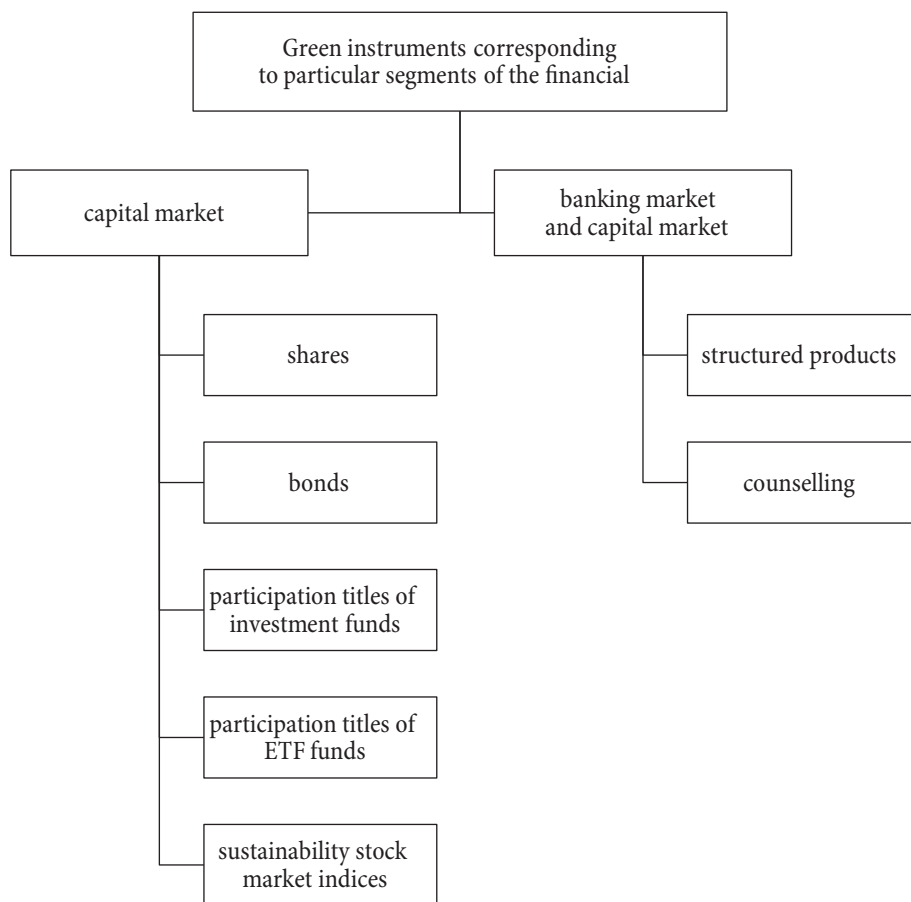 Green instruments corresponding
to particular segments of the financial
capital market
banking market
and capital market
shares
structured products
bonds
counselling
participation titles of
investment funds
participation titles of
ETF funds
sustainability stock
market indices